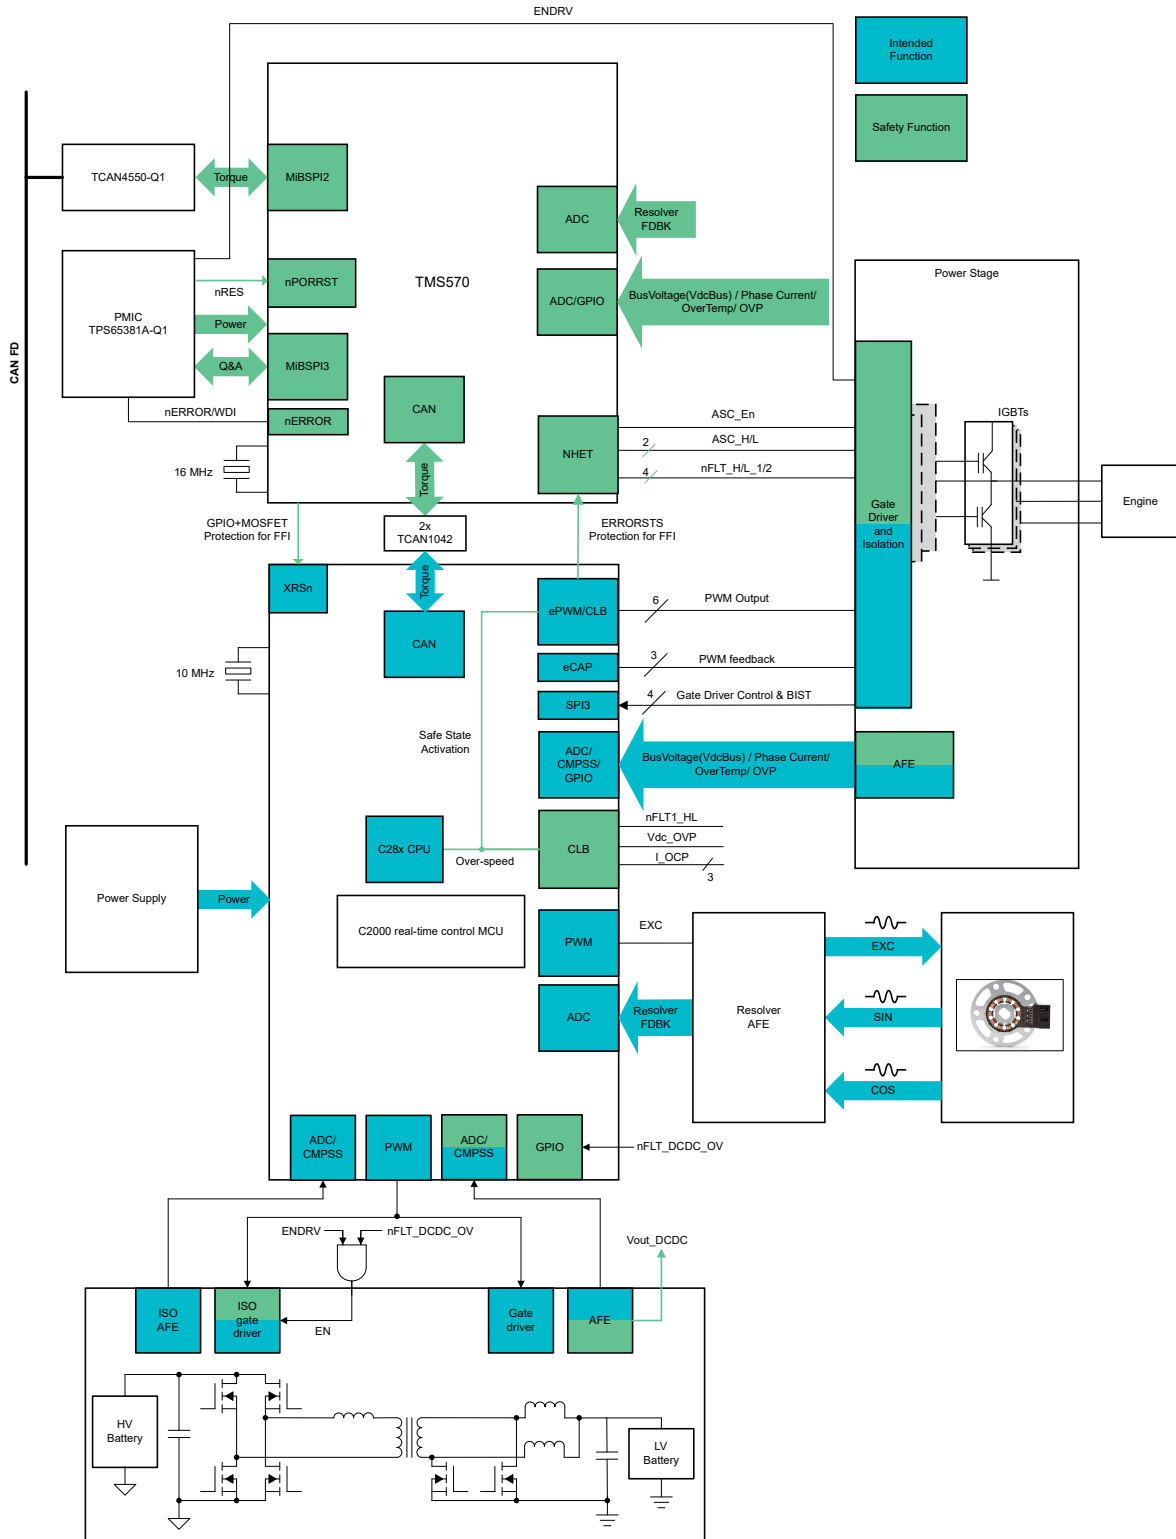 ENDRV
Intended
Function
Safety Function
CAN FD
TCAN4550-Q1
Torque
MiBSPI2
TMS570
ADC
Resolver
FDBK
PMIC
TPS65381A-Q1
nRES
nPORRST
Power
Q&A
MiBSPI3
nERROR/WDI
nERROR
16 MHz
ADC/GPIO
BusVoltage(VdcBus) / Phase Current/
OverTemp/ OVP
CAN
Torque
NHET
ASC_En
2
ASC_H/L
4
nFLT_H/L_1/2
Power Stage
IGBTs
Gate
Driver
and
Isolation
Engine
GPIO+MOSFET
Protection for FFI
2x
TCAN1042
ERRORSTS
Protection for FFI
XRSn
Torque
CAN
ePWM/CLB
6
PWM Output
10 MHz
eCAP
3
PWM feedback
SPI3
4
Gate Driver Control & BIST
Safe State
Activation
ADC/
CMPSS/
GPIO
BusVoltage(VdcBus) / Phase Current/
OverTemp/ OVP
AFE
C28x CPU
Over-speed
CLB
nFLT1_HL
Vdc_OVP
I_OCP
3
Power Supply
Power
C2000 real-time control MCU
PWM
EXC
Resolver
AFE
EXC
SIN
COS
ADC
Resolver
FDBK
ADC/
CMPSS
PWM
ADC/
CMPSS
GPIO
nFLT_DCDC_OV
ENDRV
nFLT_DCDC_OV
Vout_DCDC
ISO
AFE
ISO
gate
driver
EN
Gate
driver
AFE
HV
Battery
LV
Battery